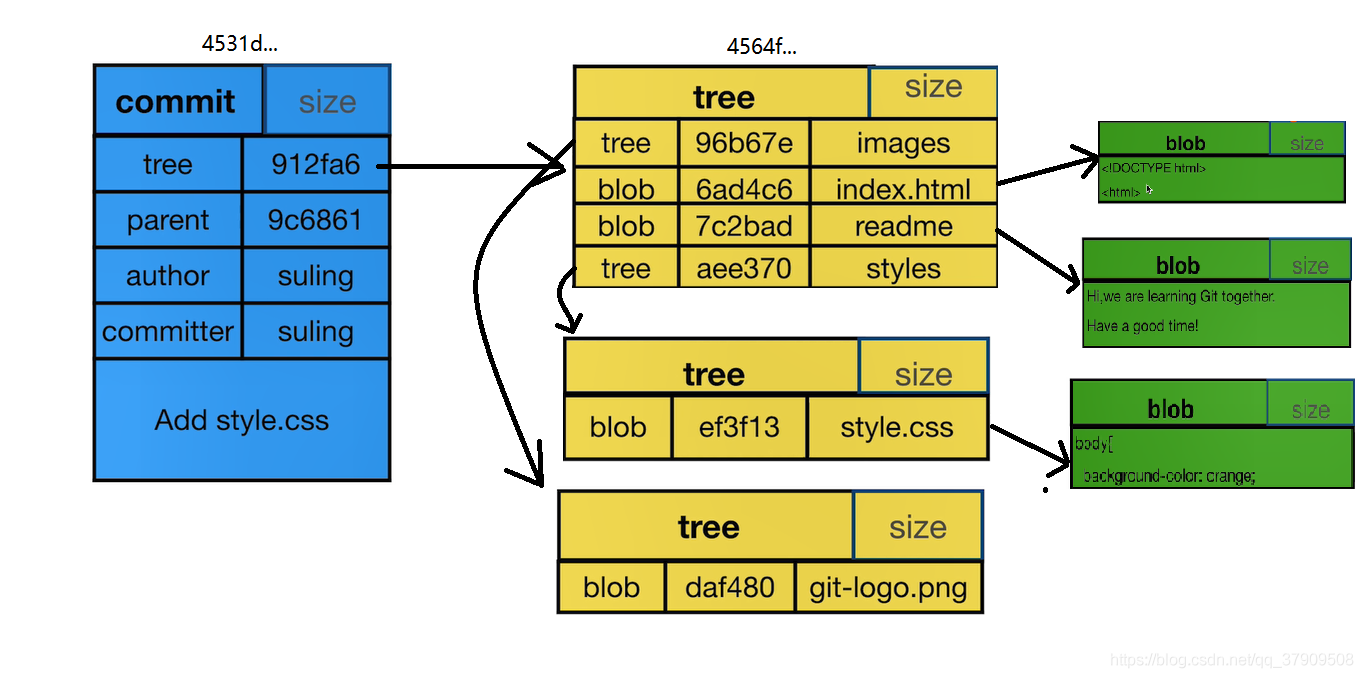 4531d...
commit size
tree 912fa6
parent 9c6861
author suling
committer suling
Add style.css
4564f...
tree size
tree 96b67e images
blob 6ad4c6 index.html
blob 7c2bad readme
tree aee370 styles
tree size
blob ef3f13 style.css
tree size
blob daf480 git-logo.png
blob size
<!DOCTYPE html>
<html>
blob size
Hi,we are learning Git together.
Have a good time!
blob size
body{
background-color: orange;
https://blog.csdn.net/qq_37909508